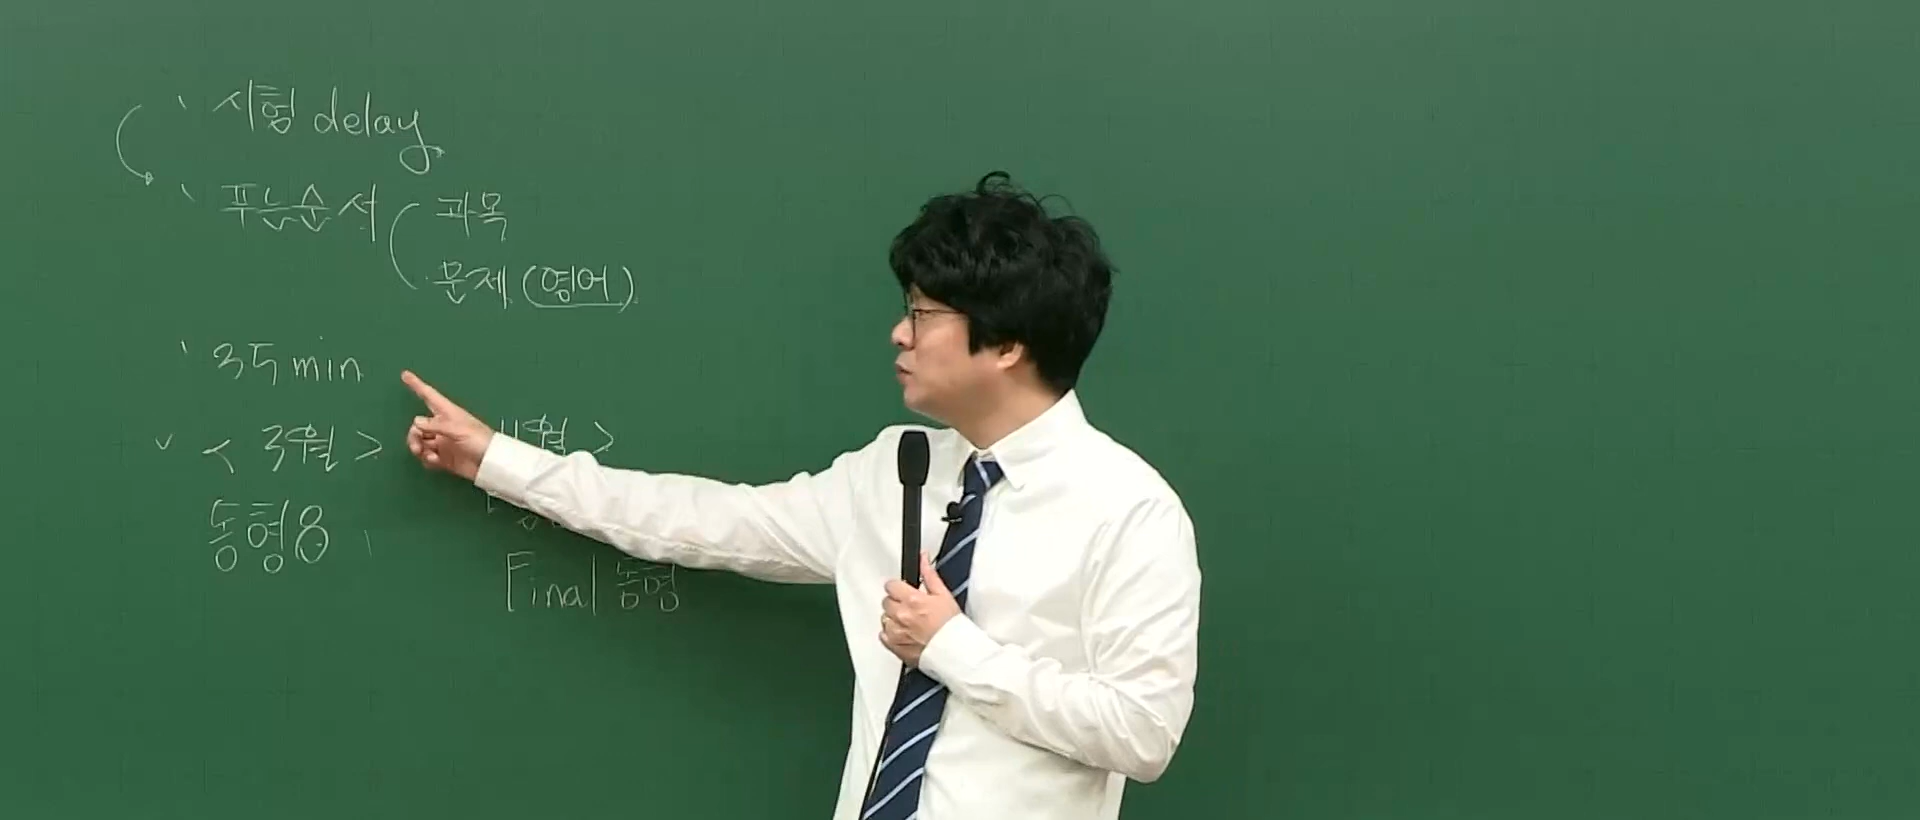 시험 delay
푸는순서 과목
문제 (영어)
35 min
< 3월 > 월 >
동형8
Final 동형